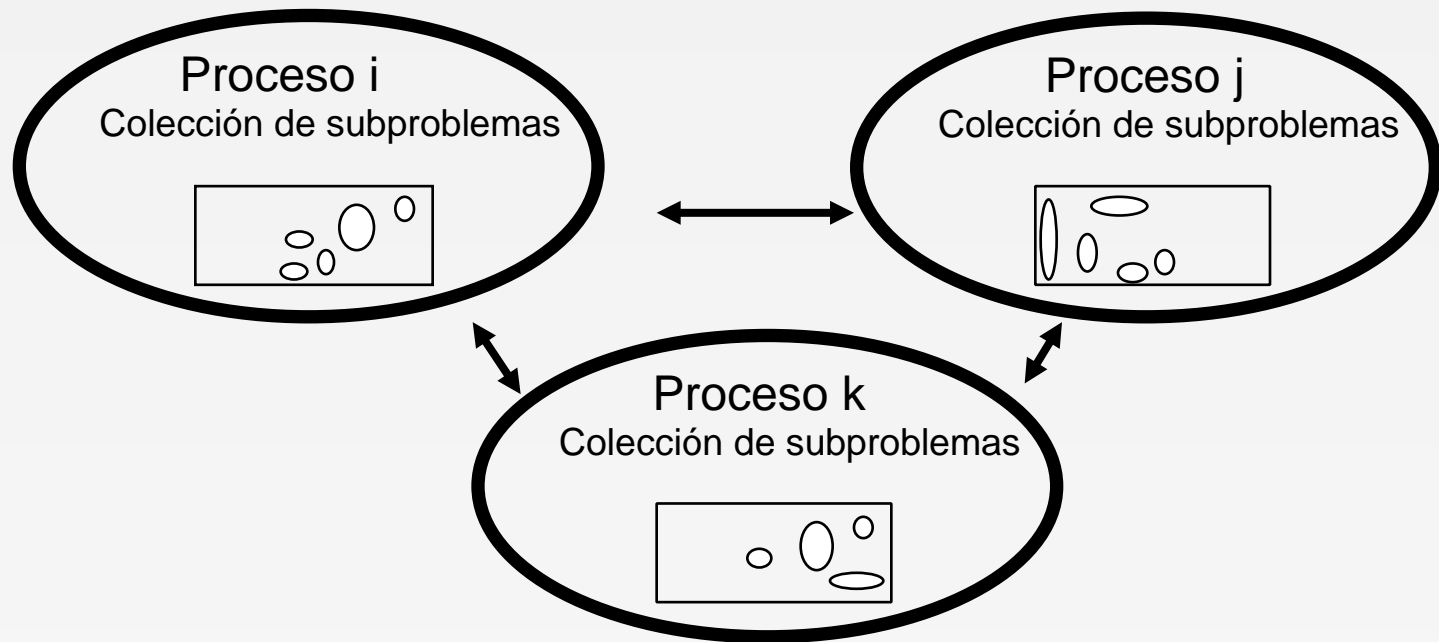 Proceso i
Colección de subproblemas
Proceso j
Colección de subproblemas
Proceso k
Colección de subproblemas